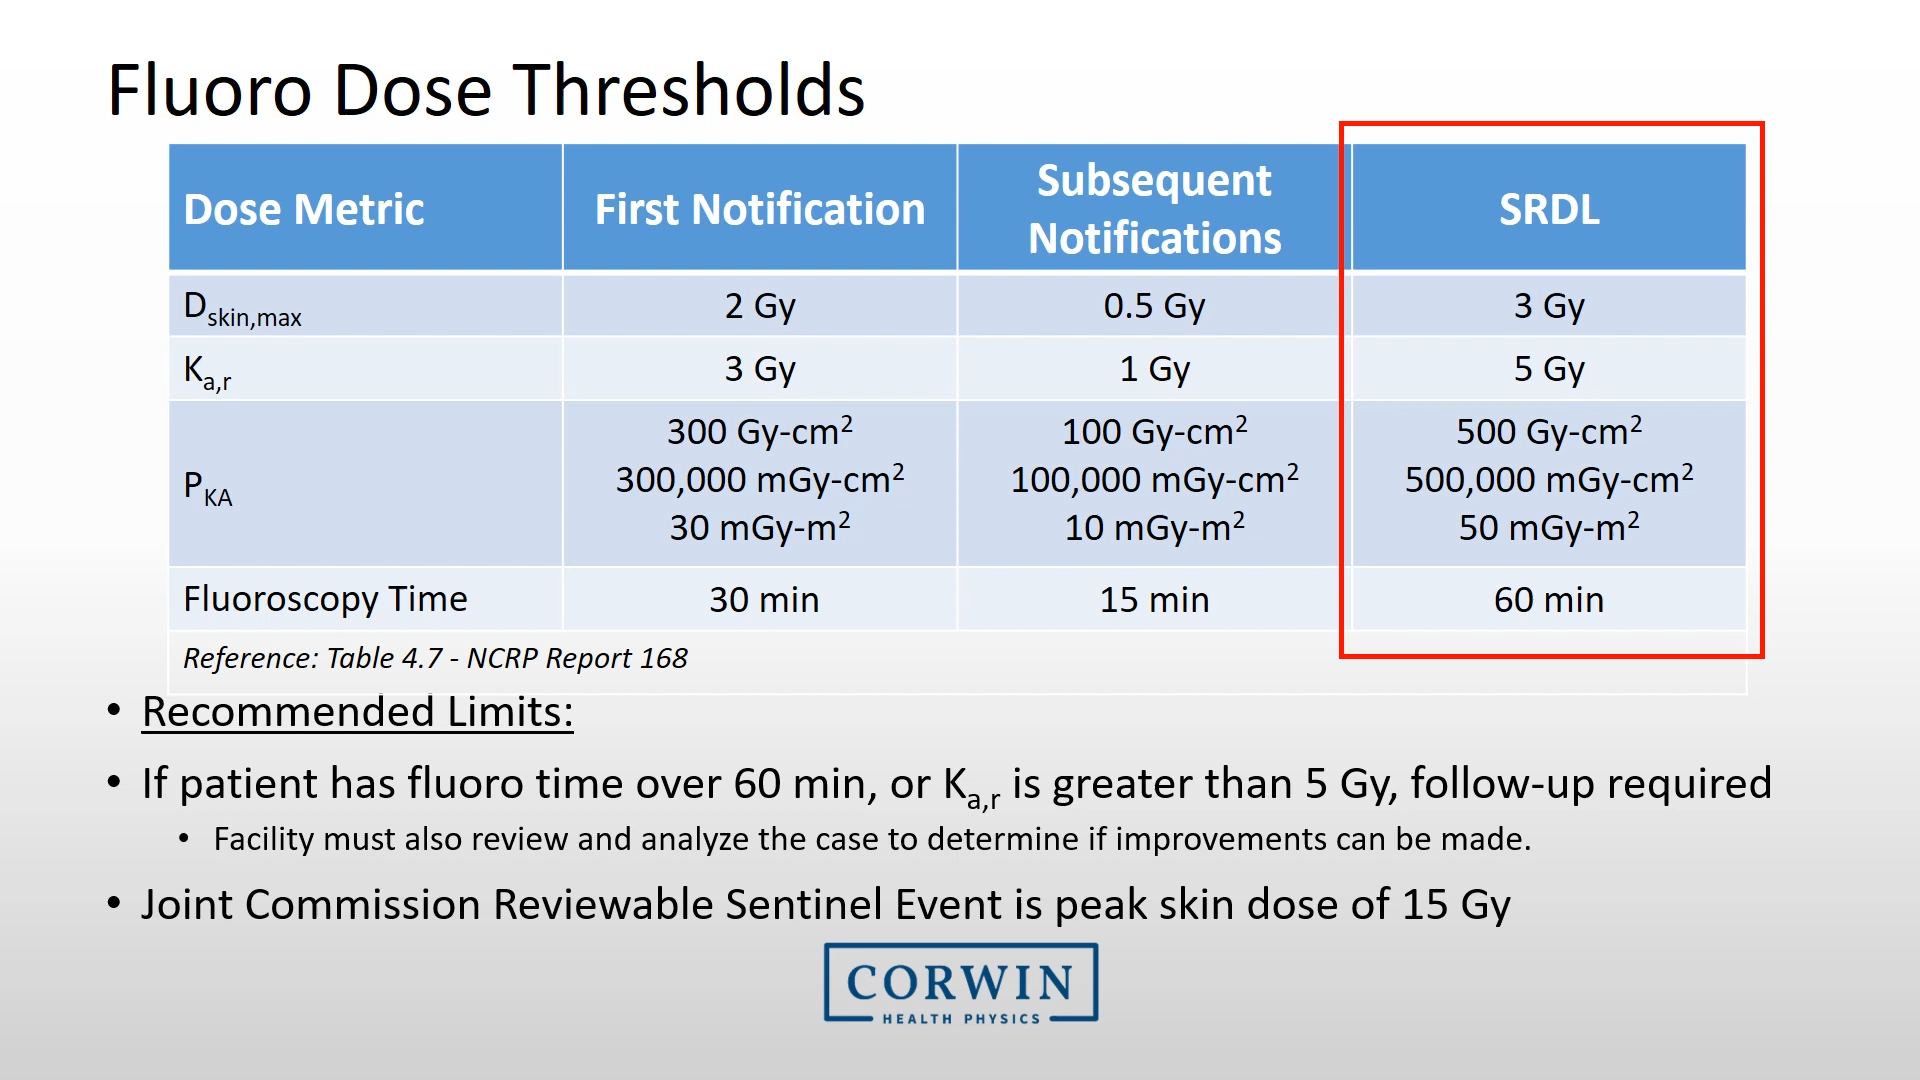 Fluoro Dose Thresholds
Dose Metric First Notification Subsequent Notifications SRDL
Dskin,max 2 Gy 0.5 Gy 3 Gy
Ka,r 3 Gy 1 Gy 5 Gy
PKA
300 Gy-cm² 100 Gy-cm² 500 Gy-cm²
300,000 mGy-cm² 100,000 mGy-cm² 500,000 mGy-cm²
30 mGy-m² 10 mGy-m² 50 mGy-m²
Fluoroscopy Time 30 min 15 min 60 min
Reference: Table 4.7 - NCRP Report 168
• Recommended Limits:
• If patient has fluoro time over 60 min, or Ka,r is greater than 5 Gy, follow-up required
• Facility must also review and analyze the case to determine if improvements can be made.
• Joint Commission Reviewable Sentinel Event is peak skin dose of 15 Gy
CORWIN
HEALTH PHYSICS